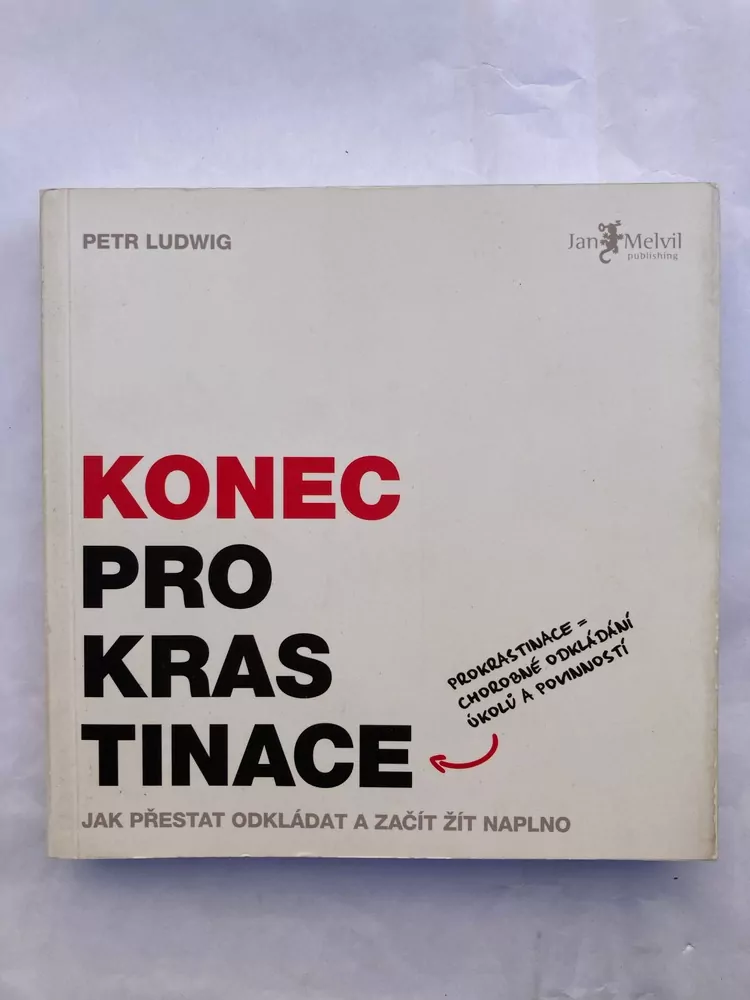 PETR LUDWIG
Jan Melvil
publishing
KONEC
PRO
KRAS
TINACE
PROKRASTINACE =
CHOROBNÉ ODKLÁDÁNÍ
ÚKOLŮ A POVINNOSTÍ
JAK PŘESTAT ODKLÁDAT A ZAČÍT ŽÍT NAPLNO